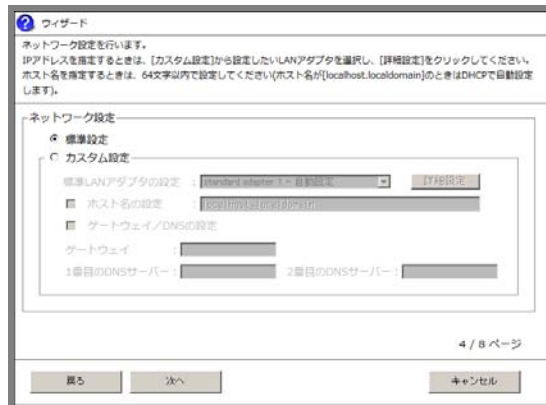 ウィザード
ネットワーク設定を行います。
IPアドレスを指定するときは、[カスタム設定]から設定したいLANアダプタを選択し、[詳細設定]をクリックしてください。
ホスト名を指定するときは、64文字以内で設定してください(ホスト名が[localhost.localdomain]のときはDHCPで自動設定
します)。
ネットワーク設定
標準設定
カスタム設定
標準LANアダプタの設定 : standard adapter 1 - 自動設定 詳細設定
ホスト名の設定 : localhost.localdomain
ゲートウェイ/DNSの設定
ゲートウェイ :
1番目のDNSサーバー : 2番目のDNSサーバー :
4 / 8 ページ
戻る 次へ キャンセル